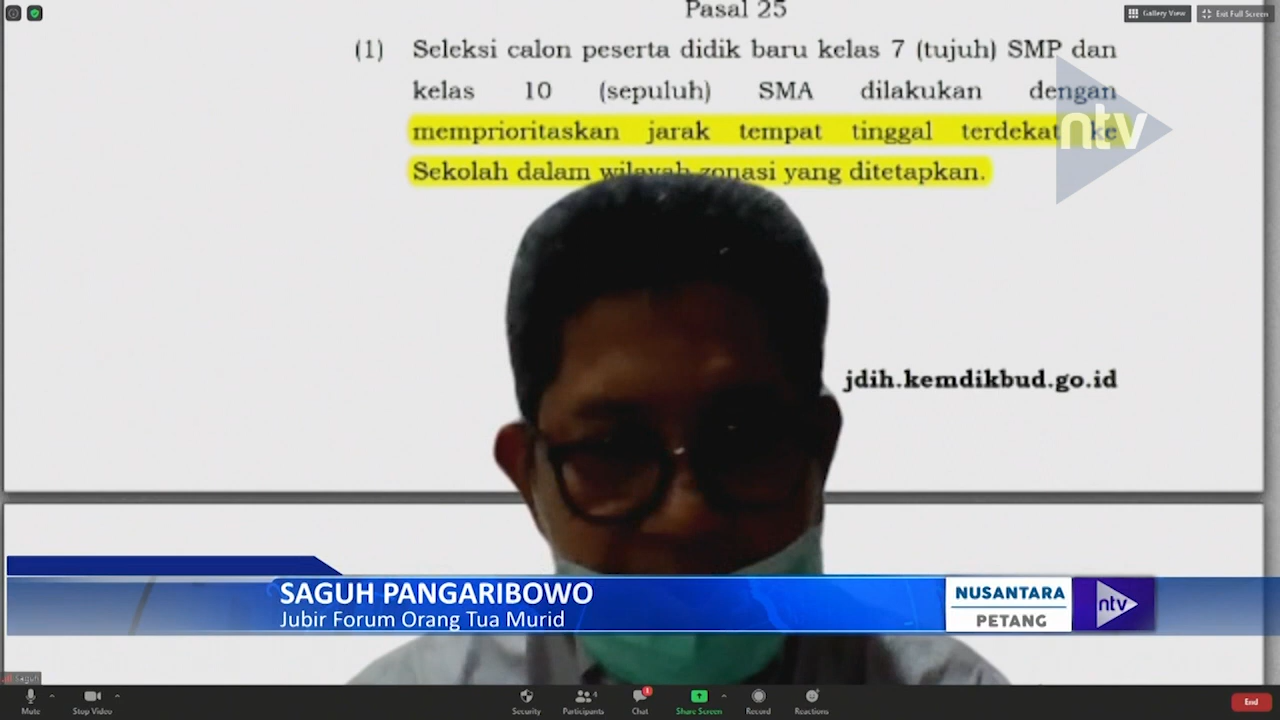 Pasal 25
Gallery View
Exit Full Screen
(1) Seleksi calon peserta didik baru kelas 7 (tujuh) SMP dan
kelas 10 (sepuluh) SMA dilakukan dengan
memprioritaskan jarak tempat tinggal terdekat ke
Sekolah dalam wilayah zonasi yang ditetapkan.
ntv
jdih.kemdikbud.go.id
SAGUH PANGARIBOWO
Jubir Forum Orang Tua Murid
NUSANTARA
PETANG
ntv
Saguh
Mute
Stop Video
Security
Participants
4
Chat
1
Share Screen
Record
Reactions
End